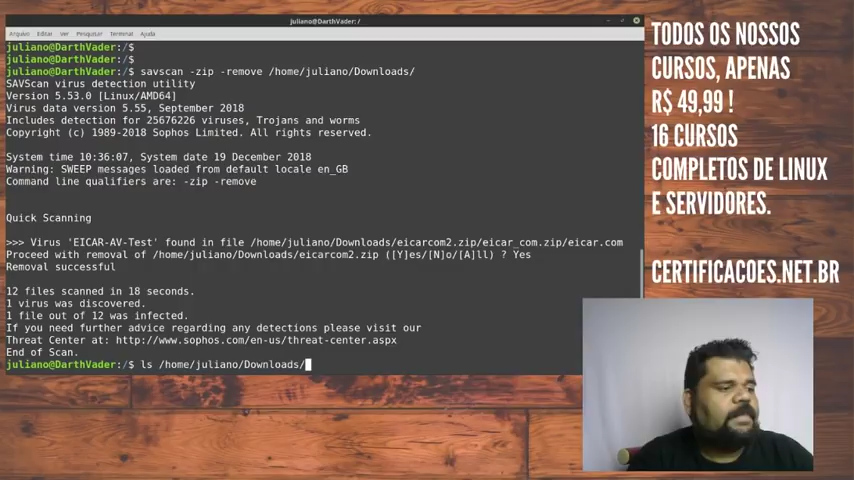 juliano@DarthVader: /
Arquivo Editar Ver Pesquisar Terminal Ajuda
juliano@DarthVader:/$
juliano@DarthVader:/$
juliano@DarthVader:/$ savscan -zip -remove /home/juliano/Downloads/
SAVScan virus detection utility
Version 5.53.0 [Linux/AMD64]
Virus data version 5.55, September 2018
Includes detection for 25676226 viruses, Trojans and worms
Copyright (c) 1989-2018 Sophos Limited. All rights reserved.
System time 10:36:07, System date 19 December 2018
Warning: SWEEP messages loaded from default locale en_GB
Command line qualifiers are: -zip -remove
Quick Scanning
>>> Virus 'EICAR-AV-Test' found in file /home/juliano/Downloads/eicarcom2.zip/eicar_com.zip/eicar.com
Proceed with removal of /home/juliano/Downloads/eicarcom2.zip ([Y]es/[N]o/[A]ll) ? Yes
Removal successful
12 files scanned in 18 seconds.
1 virus was discovered.
1 file out of 12 was infected.
If you need further advice regarding any detections please visit our
Threat Center at: http://www.sophos.com/en-us/threat-center.aspx
End of Scan.
juliano@DarthVader:/$ ls /home/juliano/Downloads/
TODOS OS NOSSOS
CURSOS, APENAS
R$ 49,99 !
16 CURSOS
COMPLETOS DE LINUX
E SERVIDORES.
CERTIFICACOES.NET.BR